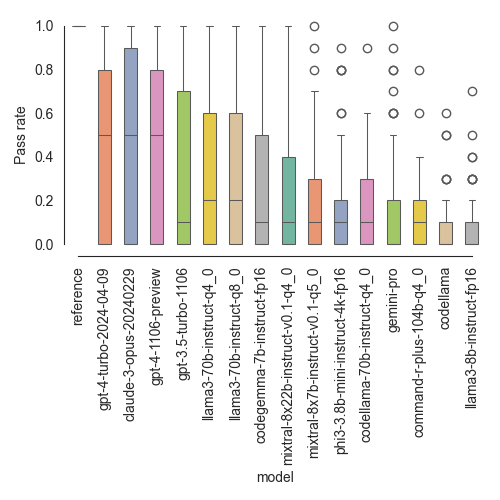 1.0
0.8
0.6
0.4
0.2
0.0
Pass rate
reference
gpt-4-turbo-2024-04-09
claude-3-opus-20240229
gpt-4-1106-preview
gpt-3.5-turbo-1106
llama3-70b-instruct-q4_0
llama3-70b-instruct-q8_0
codegemma-7b-instruct-fp16
mixtral-8x22b-instruct-v0.1-q4_0
mixtral-8x7b-instruct-v0.1-q5_0
phi3-3.8b-mini-instruct-4k-fp16
codellama-70b-instruct-q4_0
gemini-pro
command-r-plus-104b-q4_0
codellama
llama3-8b-instruct-fp16
model